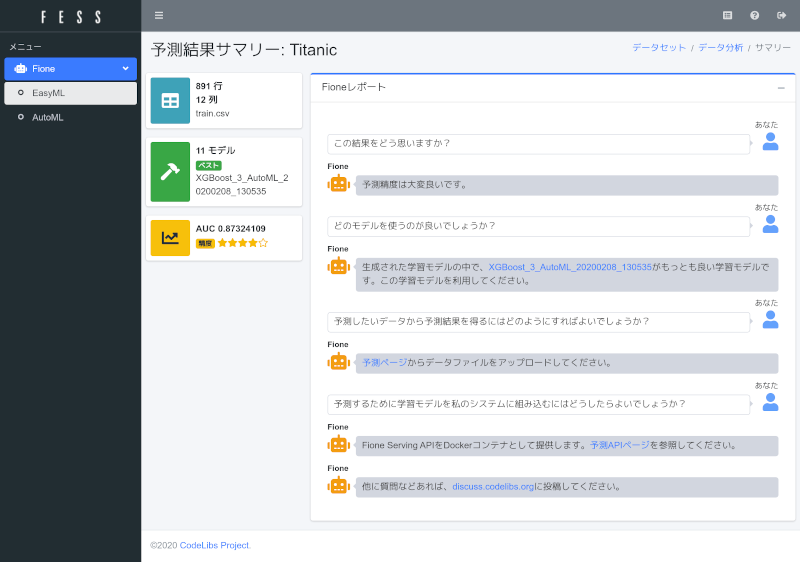 FESS
メニュー
Fione
EasyML
AutoML
予測結果サマリー: Titanic
データセット / データ分析 / サマリー
891 行
12 列
train.csv
11 モデル
ベスト
XGBoost_3_AutoML_2
0200208_130535
AUC 0.87324109
精度
Fioneレポート
あなた
この結果をどう思いますか？
Fione
予測精度は大変良いです。
あなた
どのモデルを使うのが良いでしょうか？
Fione
生成された学習モデルの中で、XGBoost_3_AutoML_20200208_130535がもっとも良い学習モデルで
す。この学習モデルを利用してください。
あなた
予測したいデータから予測結果を得るにはどのようにすればよいでしょうか？
Fione
予測ページからデータファイルをアップロードしてください。
あなた
予測するために学習モデルを私のシステムに組み込むにはどうしたらよいでしょうか？
Fione
Fione Serving APIをDockerコンテナとして提供します。予測APIページを参照してください。
Fione
他に質問などあれば、discuss.codelibs.orgに投稿してください。
©2020 CodeLibs Project.